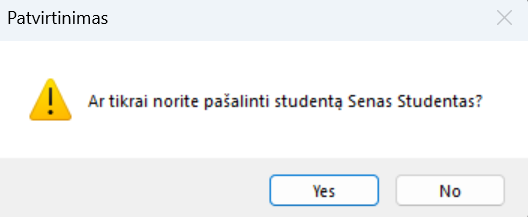 Patvirtinimas
Ar tikrai norite pašalinti studentą Senas Studentas?
Yes
No